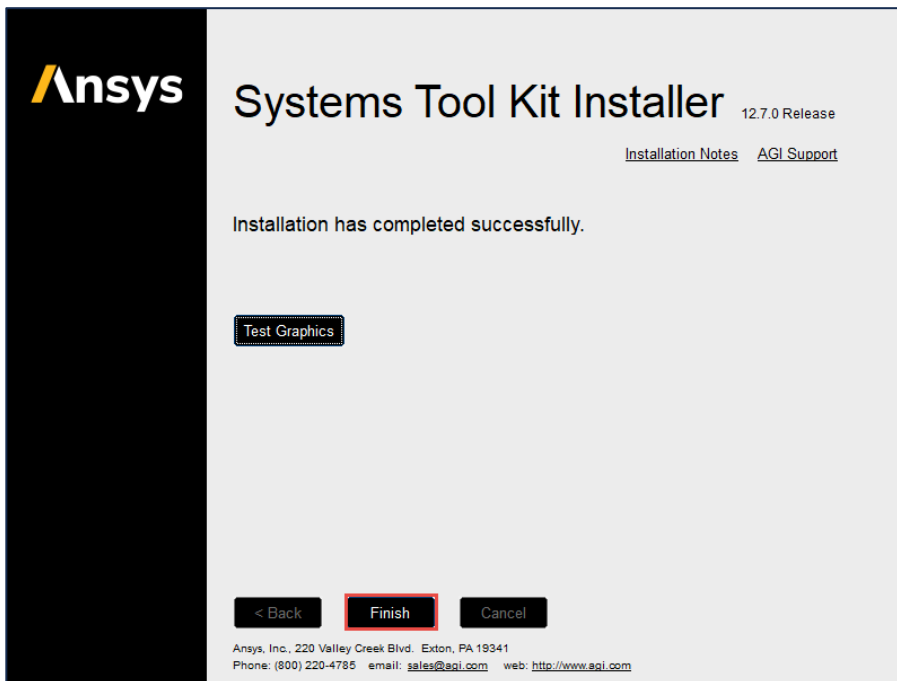 Ansys
Systems Tool Kit Installer 12.7.0 Release
Installation Notes AGI Support
Installation has completed successfully.
Test Graphics
< Back Finish Cancel
Ansys, Inc., 220 Valley Creek Blvd. Exton, PA 19341
Phone: (800) 220-4785 email: sales@agi.com web: http://www.agi.com